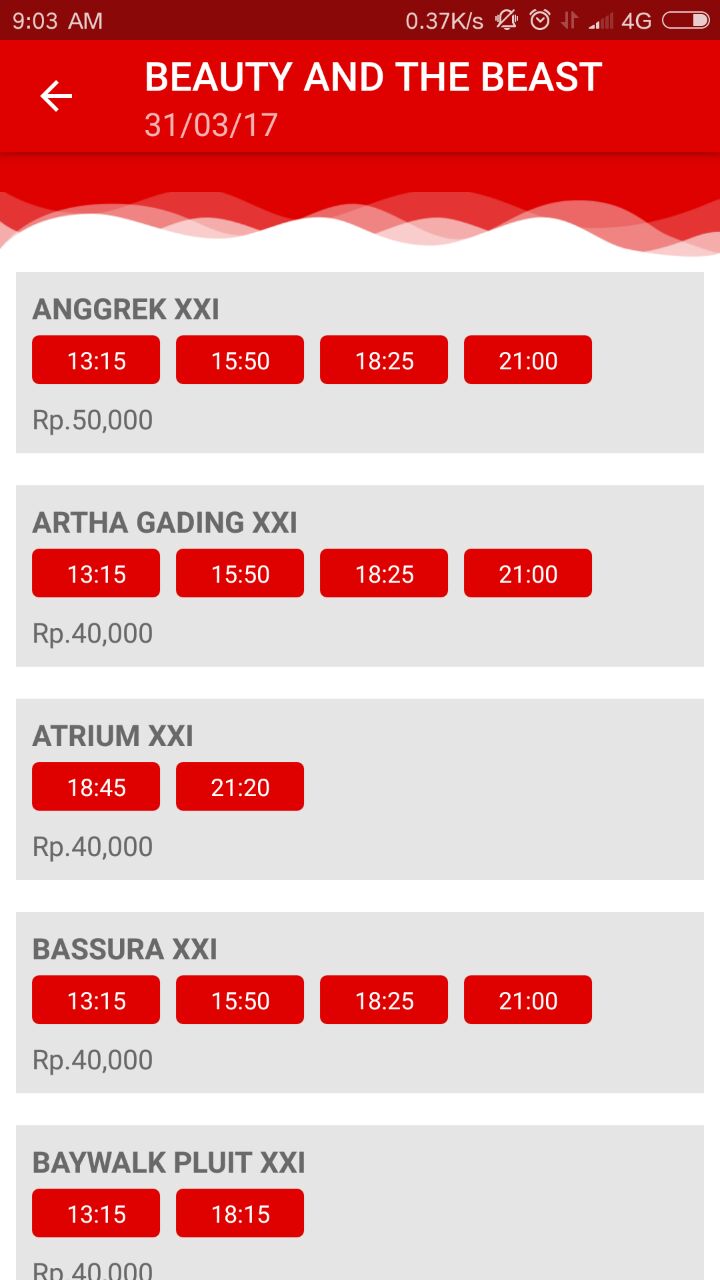 9:03 AM 0.37K/s 4G
BEAUTY AND THE BEAST
31/03/17
ANGGREK XXI
13:15 15:50 18:25 21:00
Rp.50,000
ARTHA GADING XXI
13:15 15:50 18:25 21:00
Rp.40,000
ATRIUM XXI
18:45 21:20
Rp.40,000
BASSURA XXI
13:15 15:50 18:25 21:00
Rp.40,000
BAYWALK PLUIT XXI
13:15 18:15
Rp.40,000